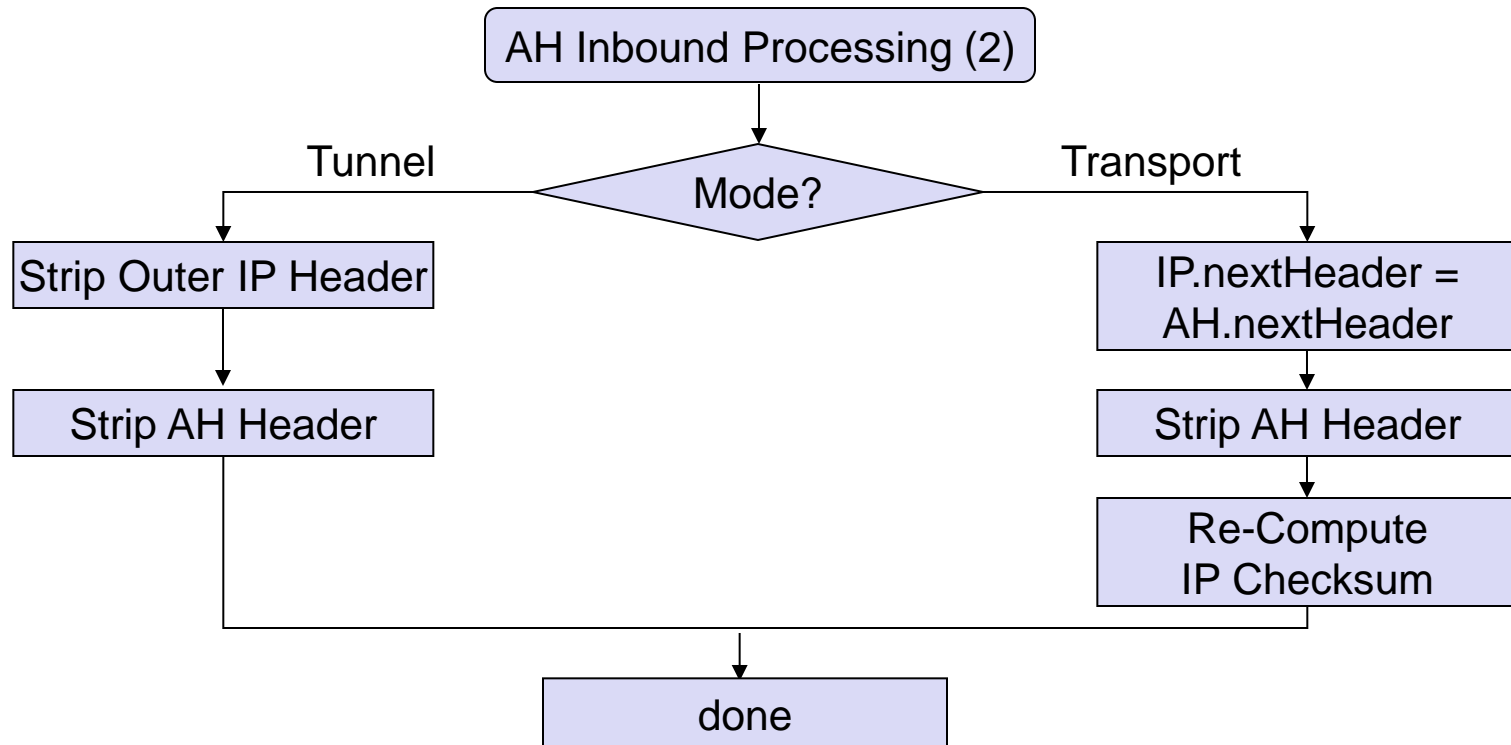 AH Inbound Processing (2)
Tunnel
Mode?
Transport
Strip Outer IP Header
Strip AH Header
IP.nextHeader =
AH.nextHeader
Strip AH Header
Re-Compute
IP Checksum
done